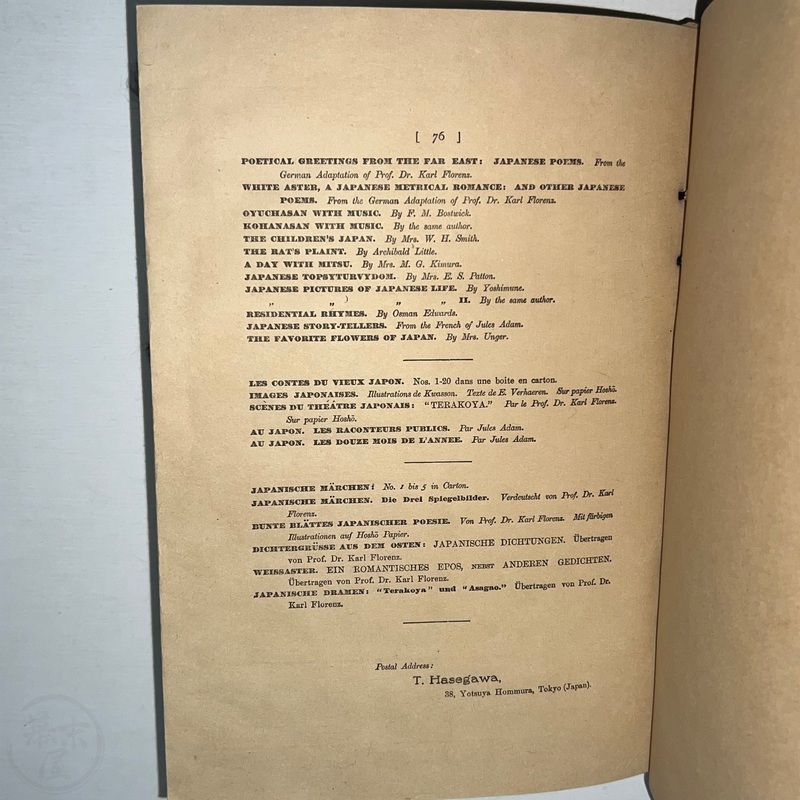 [ 76 ]
POETICAL GREETINGS FROM THE FAR EAST: JAPANESE POEMS. From the
German Adaptation of Prof. Dr. Karl Florenz.
WHITE ASTER, A JAPANESE METRICAL ROMANCE: AND OTHER JAPANESE
POEMS. From the German Adaptation of Prof. Dr. Karl Florenz.
OYUCHASAN WITH MUSIC. By F. M. Bostwick.
KOHANASAN WITH MUSIC. By the same author.
THE CHILDREN'S JAPAN. By Mrs. W. H. Smith.
THE RAT'S PLAINT. By Archibald Little.
A DAY WITH MITSU. By Mrs. M. G. Kimura.
JAPANESE TOPSYTURVYDOM. By Mrs. E. S. Patton.
JAPANESE PICTURES OF JAPANESE LIFE. By Yoshimune.
„ „ ) „ „ II. By the same author.
RESIDENTIAL RHYMES. By Osman Edwards.
JAPANESE STORY-TELLERS. From the French of Jules Adam.
THE FAVORITE FLOWERS OF JAPAN. By Mrs. Unger.
LES CONTES DU VIEUX JAPON. Nos. 1-20 dans une boite en carton.
IMAGES JAPONAISES. Illustrations de Kwasson. Texte de E. Verhaeren. Sur papier Hoshō.
SCÈNES DU THÉÂTRE JAPONAIS: "TERAKOYA." Par le Prof. Dr. Karl Florenz.
Sur papier Hoshō.
AU JAPON. LES RACONTEURS PUBLICS. Par Jules Adam.
AU JAPON. LES DOUZE MOIS DE L'ANNEE. Par Jules Adam.
JAPANISCHE MÄRCHEN: No. 1 bis 5 in Carton.
JAPANISCHE MÄRCHEN. Die Drei Spiegelbilder. Verdeutscht von Prof. Dr. Karl
Florenz.
BUNTE BLÄTTES JAPANISCHER POESIE. Von Prof. Dr. Karl Florenz. Mit färbigen
Illustrationen auf Hoshō Papier.
DICHTERGRÜSSE AUS DEM OSTEN: JAPANISCHE DICHTUNGEN. Übertragen
von Prof. Dr. Karl Florenz.
WEISSASTER. EIN ROMANTISCHES EPOS, NEBST ANDEREN GEDICHTEN.
Übertragen von Prof. Dr. Karl Florenz.
JAPANISCHE DRAMEN: "Terakoya" und "Asagao." Übertragen von Prof. Dr.
Karl Florenz.
Postal Address:
T. Hasegawa,
38, Yotsuya Hommura, Tokyo (Japan).